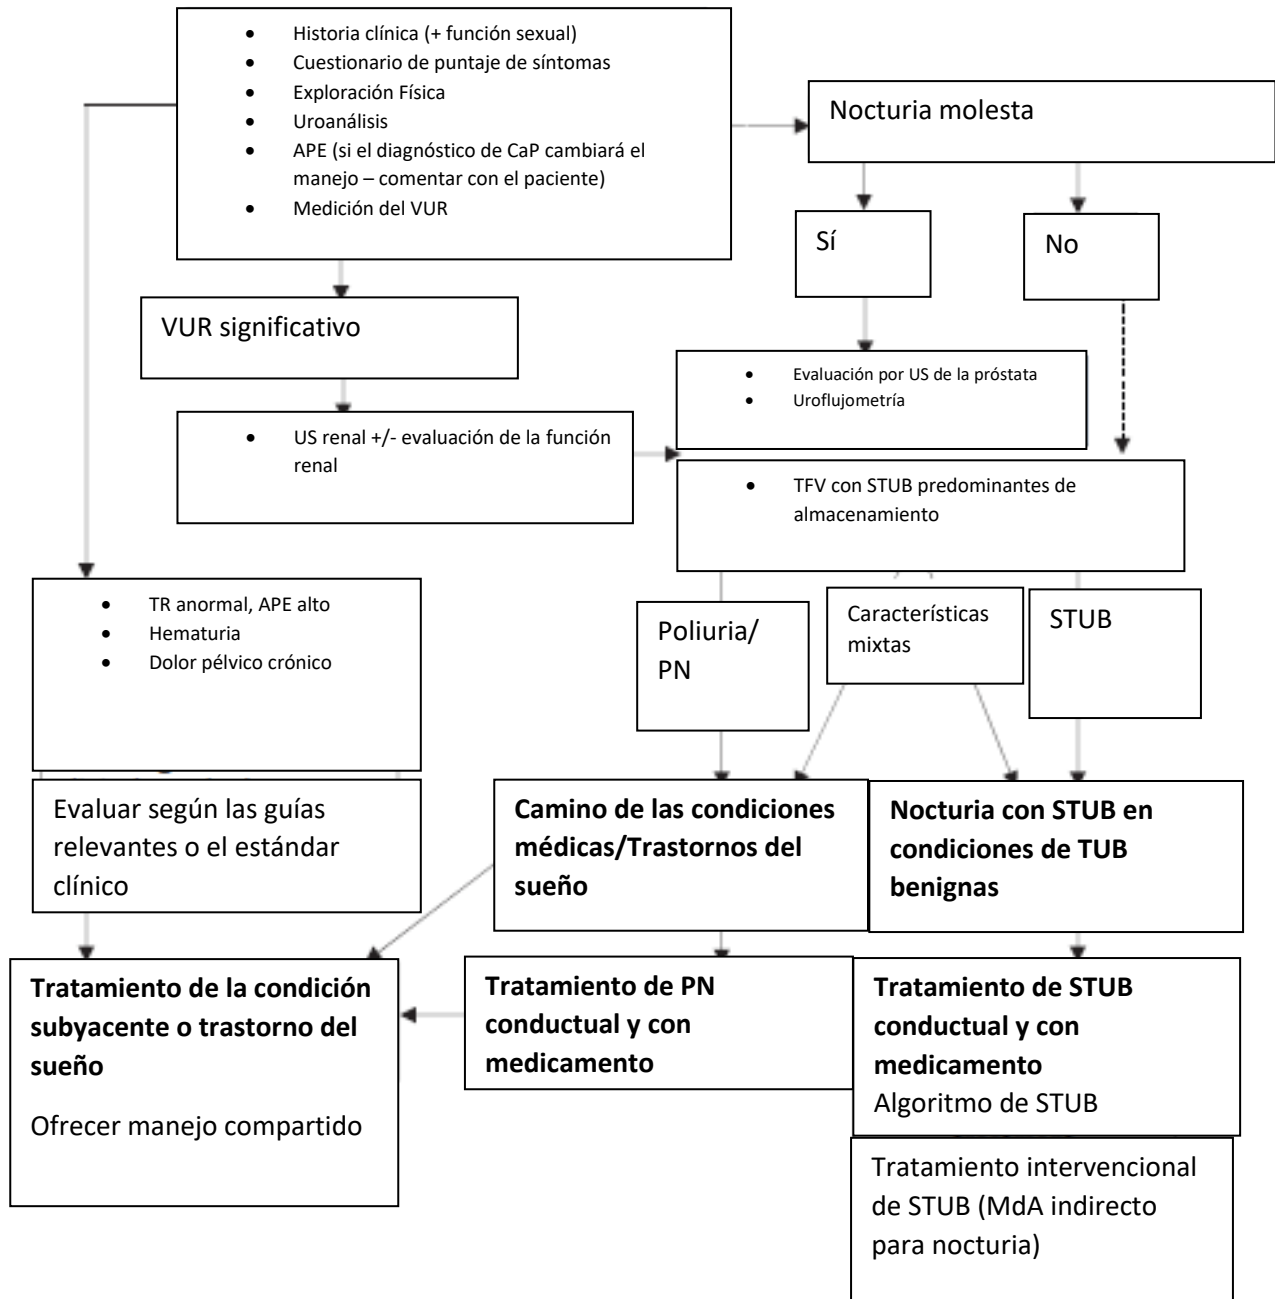 Historia clínica (+ función sexual)
Cuestionario de puntaje de síntomas
Exploración Física
Uroanálisis
APE (si el diagnóstico de CaP cambiará el
manejo – comentar con el paciente)
Medición del VUR
Nocturia molesta
Sí
No
VUR significativo
Evaluación por US de la próstata
Uroflujometría
US renal +/- evaluación de la función
renal
TFV con STUB predominantes de
almacenamiento
TR anormal, APE alto
Hematuria
Dolor pélvico crónico
Poliuria/
PN
Características
mixtas
STUB
Evaluar según las guías
relevantes o el estándar
clínico
Camino de las condiciones
médicas/Trastornos del
sueño
Nocturia con STUB en
condiciones de TUB
benignas
Tratamiento de la condición
subyacente o trastorno del
sueño
Ofrecer manejo compartido
Tratamiento de PN
conductual y con
medicamento
Tratamiento de STUB
conductual y con
medicamento
Algoritmo de STUB
Tratamiento intervencional
de STUB (MdA indirecto
para nocturia)